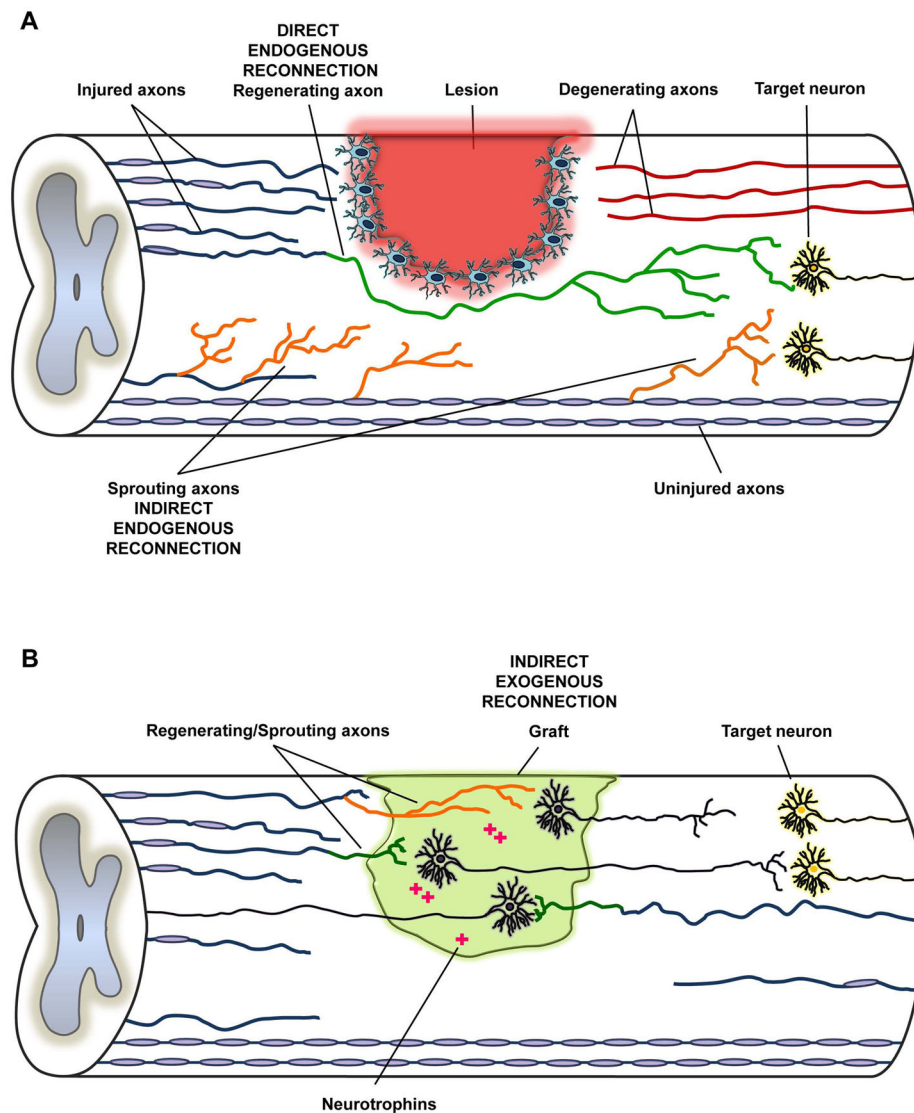 A
DIRECT
ENDOGENOUS
RECONNECTION
Injured axons
Regenerating axon
Lesion
Degenerating axons
Target neuron
Sprouting axons
INDIRECT
ENDOGENOUS
RECONNECTION
Uninjured axons
B
INDIRECT
EXOGENOUS
RECONNECTION
Regenerating/Sprouting axons
Graft
Target neuron
Neurotrophins